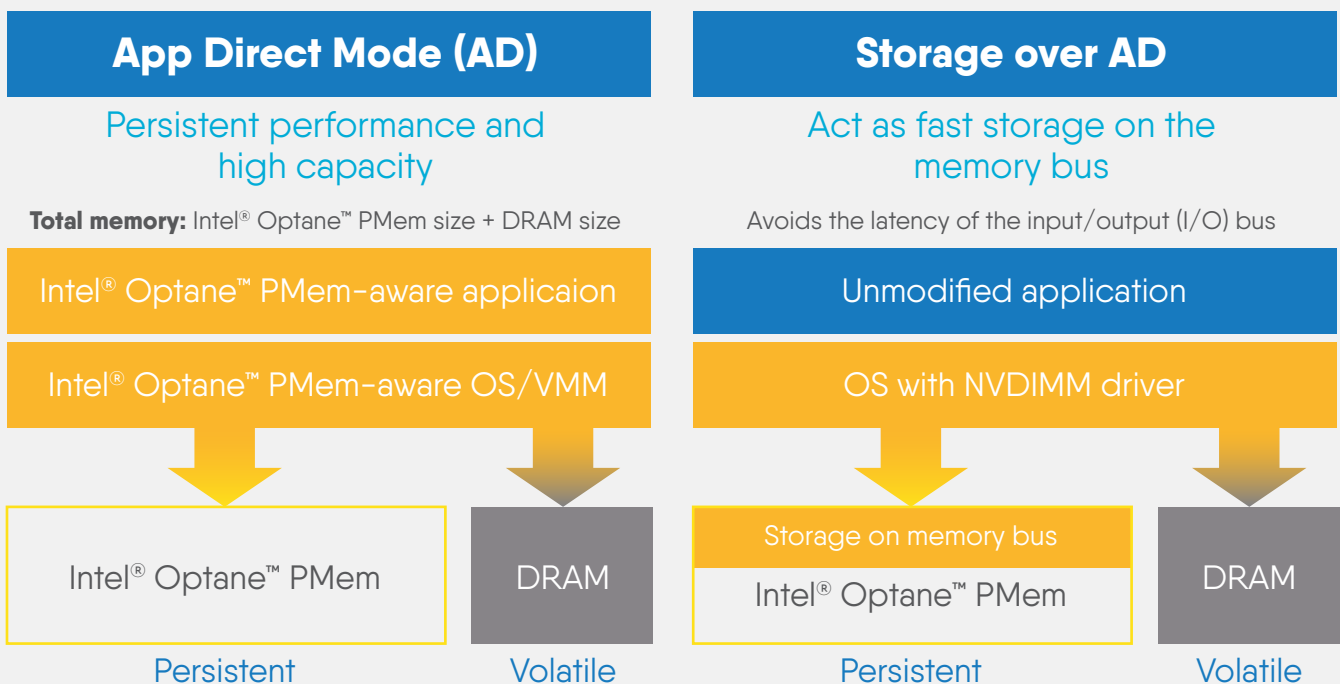 App Direct Mode (AD)
Persistent performance and
high capacity
Total memory: Intel® Optane™ PMem size + DRAM size
Intel® Optane™ PMem-aware applicaion
Intel® Optane™ PMem-aware OS/VMM
Intel® Optane™ PMem
DRAM
Persistent
Volatile
Storage over AD
Act as fast storage on the
memory bus
Avoids the latency of the input/output (I/O) bus
Unmodified application
OS with NVDIMM driver
Storage on memory bus
Intel® Optane™ PMem
DRAM
Persistent
Volatile